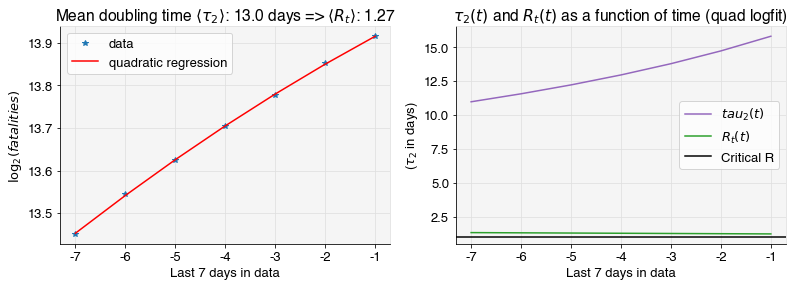 Mean doubling time ⟨τ₂⟩: 13.0 days => ⟨Rₜ⟩: 1.27
13.9
13.8
13.7
13.6
13.5
log₂(fatalities)
data
quadratic regression
-7 -6 -5 -4 -3 -2 -1
Last 7 days in data
τ₂(t) and Rₜ(t) as a function of time (quad logfit)
15.0
12.5
10.0
7.5
5.0
2.5
(τ₂ in days)
tau₂(t)
Rₜ(t)
Critical R
-7 -6 -5 -4 -3 -2 -1
Last 7 days in data